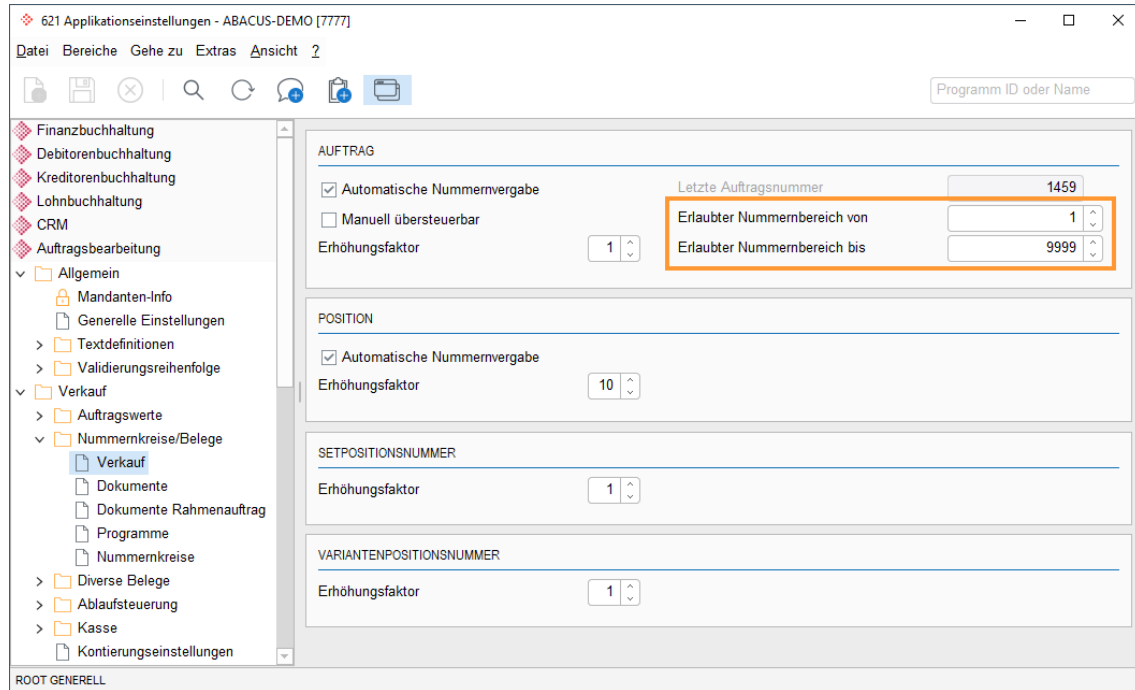 621 Applikationseinstellungen - ABACUS-DEMO [7777]
Datei Bereiche Gehe zu Extras Ansicht ?
Programm ID oder Name
Finanzbuchhaltung
Debitorenbuchhaltung
Kreditorenbuchhaltung
Lohnbuchhaltung
CRM
Auftragsbearbeitung
Allgemein
Mandanten-Info
Generelle Einstellungen
Textdefinitionen
Validierungsreihenfolge
Verkauf
Auftragswerte
Nummernkreise/Belege
Verkauf
Dokumente
Dokumente Rahmenauftrag
Programme
Nummernkreise
Diverse Belege
Ablaufsteuerung
Kasse
Kontierungseinstellungen
AUFTRAG
Automatische Nummernvergabe
Letzte Auftragsnummer 1459
Manuell übersteuerbar
Erlaubter Nummernbereich von 1
Erhöhungsfaktor 1
Erlaubter Nummernbereich bis 9999
POSITION
Automatische Nummernvergabe
Erhöhungsfaktor 10
SETPOSITIONSNUMMER
Erhöhungsfaktor 1
VARIANTENPOSITIONSNUMMER
Erhöhungsfaktor 1
ROOT GENERELL